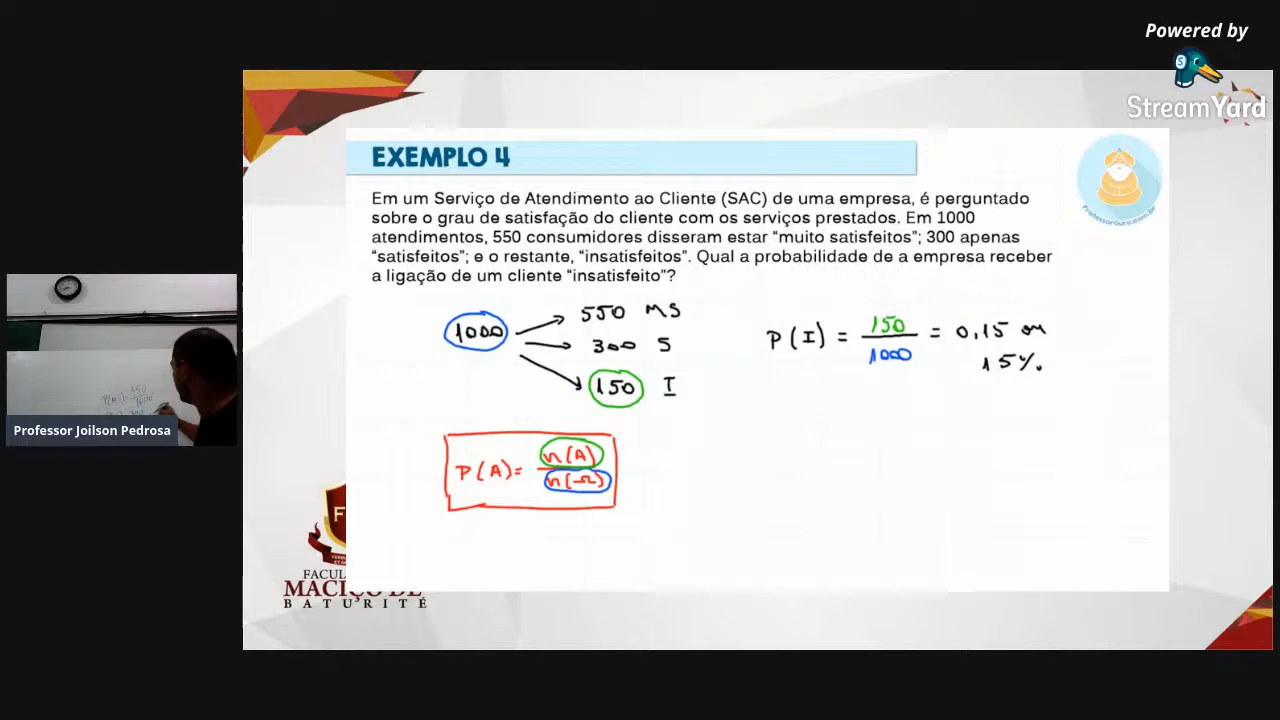 Powered by
StreamYard
EXEMPLO 4
Em um Serviço de Atendimento ao Cliente (SAC) de uma empresa, é perguntado
sobre o grau de satisfação do cliente com os serviços prestados. Em 1000
atendimentos, 550 consumidores disseram estar “muito satisfeitos”; 300 apenas
“satisfeitos”; e o restante, “insatisfeitos”. Qual a probabilidade de a empresa receber
a ligação de um cliente “insatisfeito”?
ProfessorGuru.com.br
1000
550 MS
300 S
150 I
P(I) = 150/1000 = 0,15 ou
15%.
P(A) = n(A)/n(Ω)
Professor Joilson Pedrosa
F
FACUL
MACIÇO DE
BATURITÉ